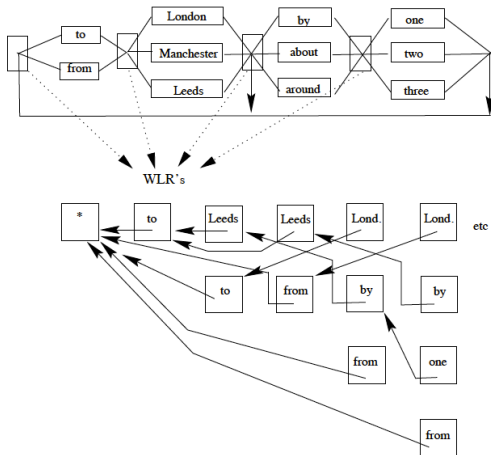 London by one
to
Manchester about two
from
Leeds around three
WLR's
* to Leeds Leeds Lond. Lond. etc
to from by by
from one
from